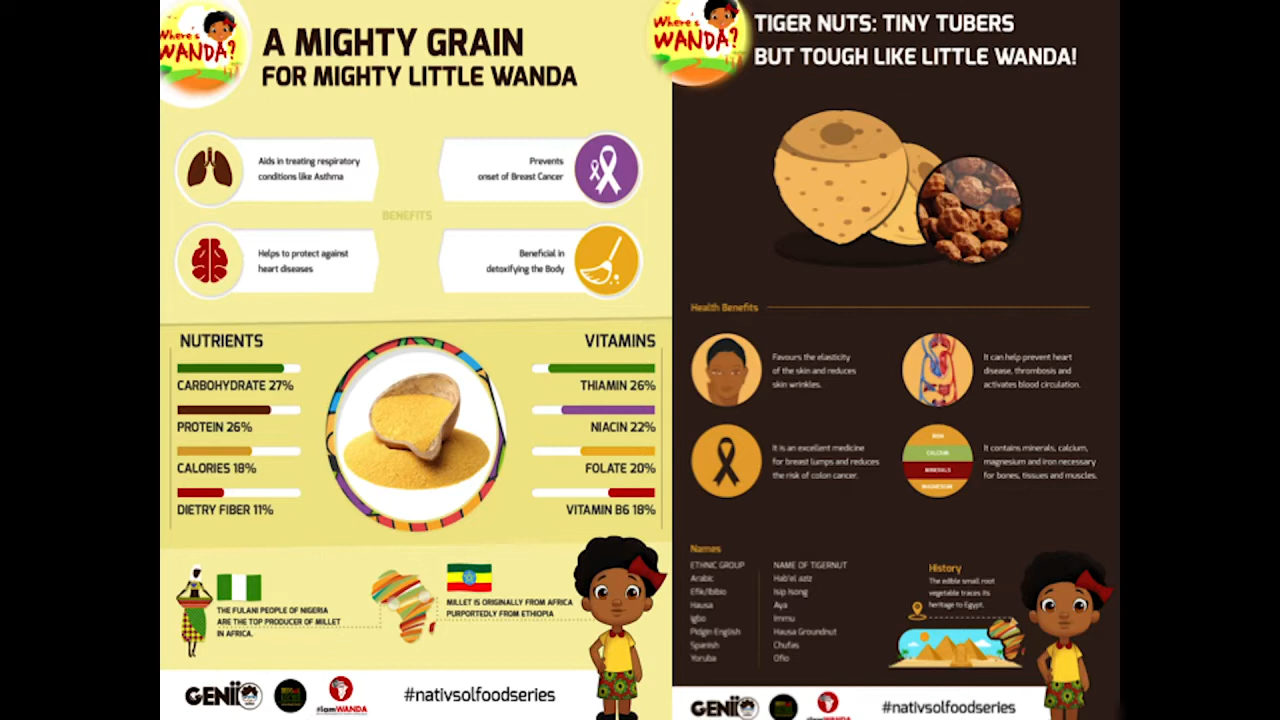 Where's
WANDA?
A MIGHTY GRAIN
FOR MIGHTY LITTLE WANDA
Aids in treating respiratory
conditions like Asthma
Prevents
onset of Breast Cancer
BENEFITS
Helps to protect against
heart diseases
Beneficial in
detoxifying the Body
NUTRIENTS
CARBOHYDRATE 27%
PROTEIN 26%
CALORIES 18%
DIETRY FIBER 11%
VITAMINS
THIAMIN 26%
NIACIN 22%
FOLATE 20%
VITAMIN B6 18%
THE FULANI PEOPLE OF NIGERIA
ARE THE TOP PRODUCER OF MILLET
IN AFRICA.
MILLET IS ORIGINALLY FROM AFRICA
PURPORTEDLY FROM ETHIOPIA
GENii
#IamWANDA
#nativsolfoodseries
Where's
WANDA?
TIGER NUTS: TINY TUBERS
BUT TOUGH LIKE LITTLE WANDA!
Health Benefits
Favours the elasticity
of the skin and reduces
skin wrinkles.
It can help prevent heart
disease, thrombosis and
activates blood circulation.
It is an excellent medicine
for breast lumps and reduces
the risk of colon cancer.
IRON
CALCIUM
MINERALS
MAGNESIUM
It contains minerals, calcium,
magnesium and iron necessary
for bones, tissues and muscles.
Names
ETHNIC GROUP NAME OF TIGERNUT
Arabic Hab'el aziz
Efik/Ibibio Isip Isong
Hausa Aya
Igbo Immu
Pidgin English Hausa Groundnut
Spanish Chufas
Yoruba Ofio
History
The edible small root
vegetable traces its
heritage to Egypt.
GENii
#IamWANDA
#nativsolfoodseries